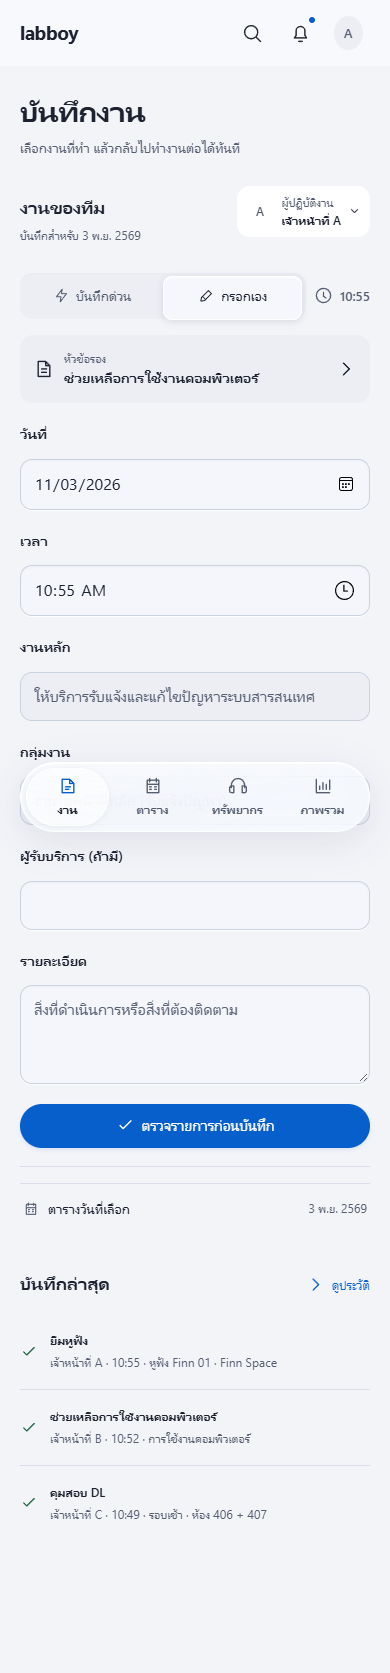 labboy
A
บันทึกงาน
เลือกงานที่ทำ แล้วกลับไปทำงานต่อได้ทันที
งานของทีม
บันทึกสำหรับ 3 พ.ย. 2569
A
ผู้ปฏิบัติงาน
เจ้าหน้าที่ A
บันทึกด่วน
กรอกเอง
10:55
หัวข้อรอง
ช่วยเหลือการใช้งานคอมพิวเตอร์
วันที่
11/03/2026
เวลา
10:55 AM
งานหลัก
ให้บริการรับแจ้งและแก้ไขปัญหาระบบสารสนเทศ
กลุ่มงาน
งาน
ตาราง
ทรัพยากร
ภาพรวม
ผู้รับบริการ (ถ้ามี)
รายละเอียด
สิ่งที่ดำเนินการหรือสิ่งที่ต้องติดตาม
ตรวจรายการก่อนบันทึก
ตารางวันที่เลือก
3 พ.ย. 2569
บันทึกล่าสุด
ดูประวัติ
ยืมหูฟัง
เจ้าหน้าที่ A · 10:55 · หูฟัง Finn 01 · Finn Space
ช่วยเหลือการใช้งานคอมพิวเตอร์
เจ้าหน้าที่ B · 10:52 · การใช้งานคอมพิวเตอร์
คุมสอบ DL
เจ้าหน้าที่ C · 10:49 · รอบเช้า · ห้อง 406 + 407